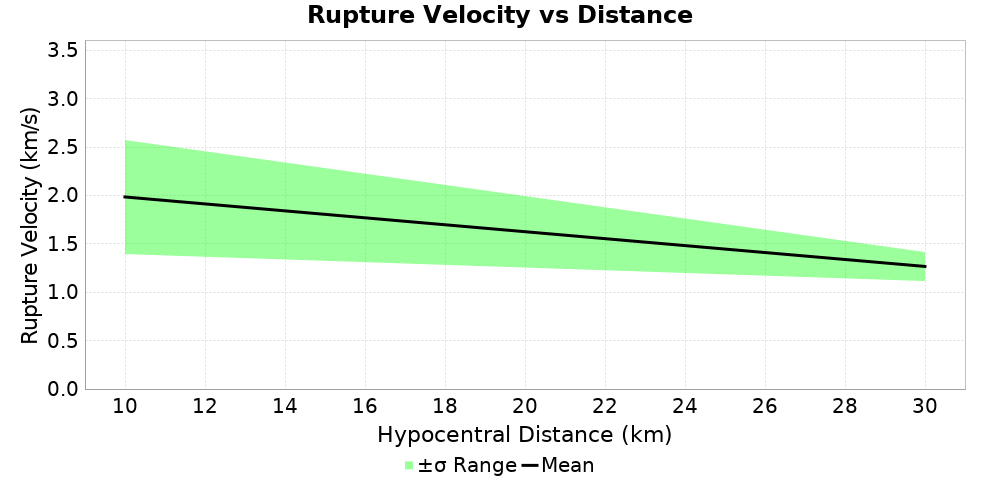 Rupture Velocity vs Distance
Rupture Velocity (km/s)
3.5
3.0
2.5
2.0
1.5
1.0
0.5
0.0
10 12 14 16 18 20 22 24 26 28 30
Hypocentral Distance (km)
±σ Range Mean